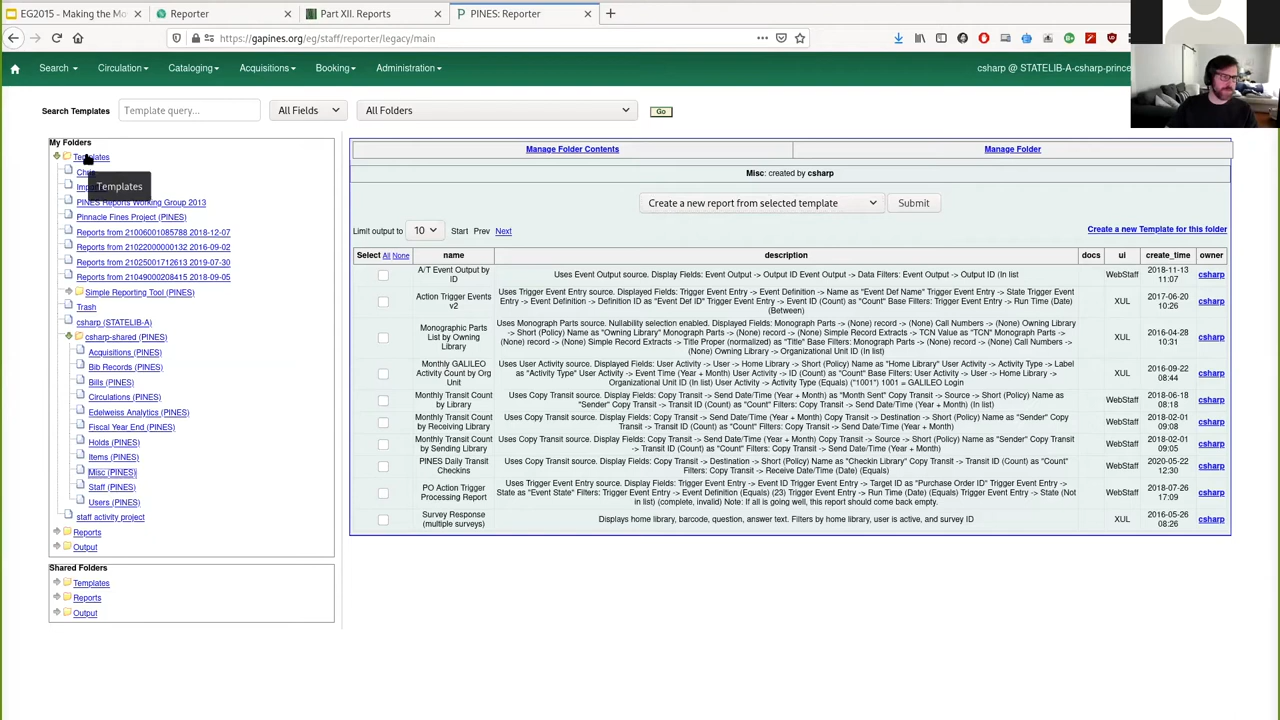 EG2015 - Making the Mo
Reporter
Part XII. Reports
PINES: Reporter
https://gapines.org/eg/staff/reporter/legacy/main
Search
Circulation
Cataloging
Acquisitions
Booking
Administration
csharp @ STATELIB-A-csharp-prince
Search Templates
Template query...
All Fields
All Folders
Go
My Folders
Templates
Templates
PINES Reports Working Group 2013
Pinnacle Fines Project (PINES)
Reports from 21006001085788 2018-12-07
Reports from 21022000000132 2016-09-02
Reports from 21025001712623 2019-07-30
Reports from 21049000208415 2018-09-05
Simple Reporting Tool (PINES)
Trash
csharp (STATELIB-A)
csharp-shared (PINES)
Acquisitions (PINES)
Bib Records (PINES)
Bills (PINES)
Circulations (PINES)
Edelweiss Analytics (PINES)
Fiscal Year End (PINES)
Holds (PINES)
Items (PINES)
Misc (PINES)
Staff (PINES)
Users (PINES)
staff activity project
Reports
Output
Shared Folders
Templates
Reports
Output
Manage Folder Contents
Manage Folder
Misc: created by csharp
Create a new report from selected template
Submit
Limit output to 10 Start Prev Next
Create a new Template for this folder
Select All None name description docs ui create_time owner
A/T Event Output by ID
Uses Event Output source. Display Fields: Event Output -> Output ID Event Output -> Data Filters: Event Output -> Output ID (In list
WebStaff
2018-11-13 11:07
csharp
Action Trigger Events v2
Uses Trigger Event Entry source. Displayed Fields: Trigger Event Entry -> Event Definition -> Name as "Event Def Name" Trigger Event Entry -> State Trigger Event
Entry -> Event Definition -> Definition ID as "Event Def ID" Trigger Event Entry -> Event ID (Count) as "Count" Base Filters: Trigger Event Entry -> Run Time (Date)
(Between)
XUL
2017-06-20 10:26
csharp
Monographic Parts List by Owning Library
Uses Monograph Parts source. Nullability selection enabled. Displayed Fields: Monograph Parts -> (None) record -> (None) Call Numbers -> (None) Owning Library
-> Short (Policy) Name as "Owning Library" Monograph Parts -> (None) record -> (None) Simple Record Extracts -> TCN Value as "TCN" Monograph Parts -> (None)
record -> (None) Simple Record Extracts -> Title Proper (normalized) as "Title" Base Filters: Monograph Parts -> (None) record -> (None) Call Numbers ->
(None) Owning Library -> Organizational Unit ID (In list)
XUL
2016-04-28 10:31
csharp
Monthly GALILEO Activity Count by Org Unit
Uses User Activity source. Displayed Fields: User Activity -> User -> Home Library -> Short (Policy) Name as "Home Library" User Activity -> Activity Type -> Label
as "Activity Type" User Activity -> Event Time (Year + Month) User Activity -> ID (Count) as "Count" Base Filters: User Activity -> User -> Home Library ->
Organizational Unit ID (In list) User Activity -> Activity Type (Equals) ("1001") 1001 = GALILEO Login
XUL
2016-09-22 08:44
csharp
Monthly Transit Count by Library
Uses Copy Transit source. Display Fields: Copy Transit -> Send Date/Time (Year + Month) as "Month Sent" Copy Transit -> Source -> Short (Policy) Name as
"Sender" Copy Transit -> Transit ID (Count) as "Count" Filters: Copy Transit -> Send Date/Time (Year + Month) (In list)
WebStaff
2018-06-18 08:18
csharp
Monthly Transit Count by Receiving Library
Uses Copy Transit source. Display Fields: Copy Transit -> Send Date/Time (Year + Month) Copy Transit -> Destination -> Short (Policy) Name as "Sender" Copy
Transit -> Transit ID (Count) as "Count" Filters: Copy Transit -> Send Date/Time (Year + Month) (Equals)
WebStaff
2018-02-01 09:08
csharp
Monthly Transit Count by Sending Library
Uses Copy Transit source. Display Fields: Copy Transit -> Send Date/Time (Year + Month) Copy Transit -> Source -> Short (Policy) Name as "Sender" Copy Transit
-> Transit ID (Count) as "Count" Filters: Copy Transit -> Send Date/Time (Year + Month) (Equals)
WebStaff
2018-02-01 09:05
csharp
PINES Daily Transit Checkins
Uses Copy Transit source. Display Fields: Copy Transit -> Destination -> Short (Policy) Name as "Checkin Library" Copy Transit -> Transit ID (Count) as "Count"
Filters: Copy Transit -> Receive Date/Time (Date) (Equals)
WebStaff
2020-05-22 12:30
csharp
PO Action Trigger Processing Report
Uses Trigger Event Entry source. Display Fields: Trigger Event Entry -> Event ID Trigger Event Entry -> Target ID as "Purchase Order ID" Trigger Event Entry ->
State as "Event State" Filters: Trigger Event Entry -> Event Definition (Equals) (23) Trigger Event Entry -> Run Time (Date) (Equals) Trigger Event Entry -> State (Not
in list) (complete, invalid) Note: If all is going well, this report should come back empty.
WebStaff
2018-07-26 17:09
csharp
Survey Response (multiple surveys)
Displays home library, barcode, question, answer text. Filters by home library, user is active, and survey ID
XUL
2016-05-26 08:26
csharp